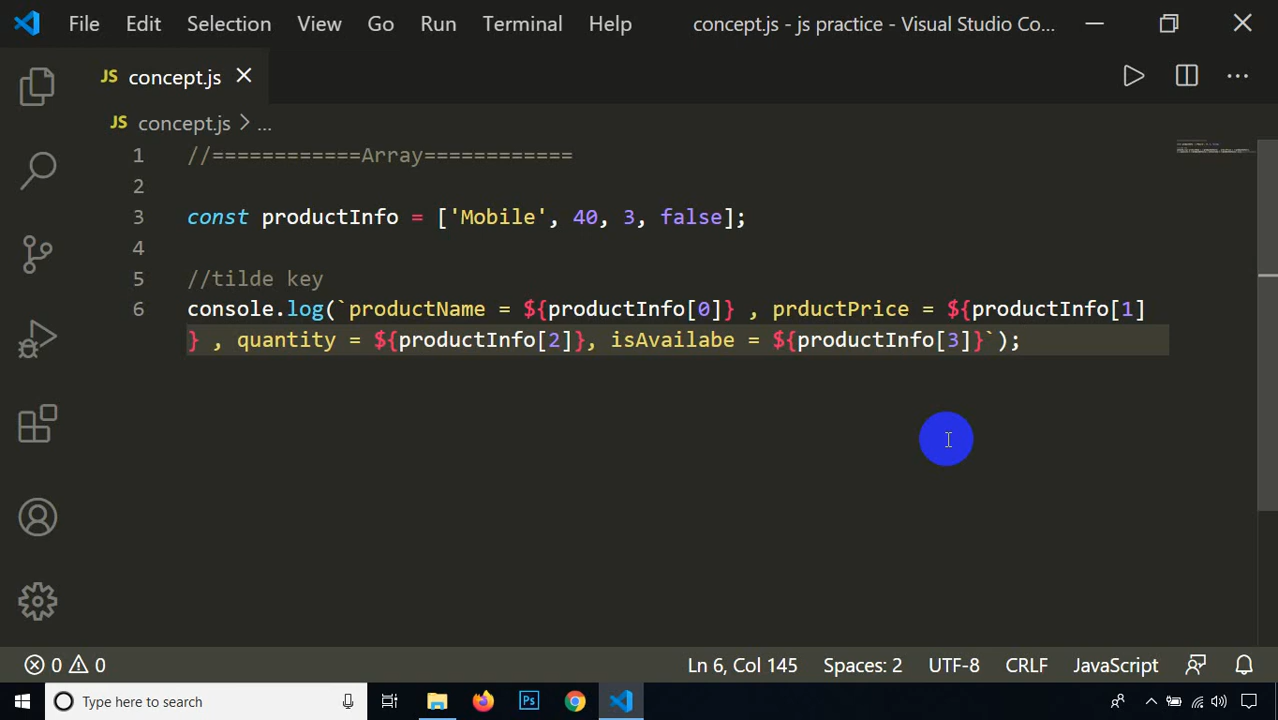 File Edit Selection View Go Run Terminal Help concept.js - js practice - Visual Studio Co...
JS concept.js
JS concept.js > ...
1 //============Array============
2
3 const productInfo = ['Mobile', 40, 3, false];
4
5 //tilde key
6 console.log(`productName = ${productInfo[0]} , prductPrice = ${productInfo[1]
} , quantity = ${productInfo[2]}, isAvailabe = ${productInfo[3]}`);
0 0 Ln 6, Col 145 Spaces: 2 UTF-8 CRLF JavaScript
Type here to search Ps